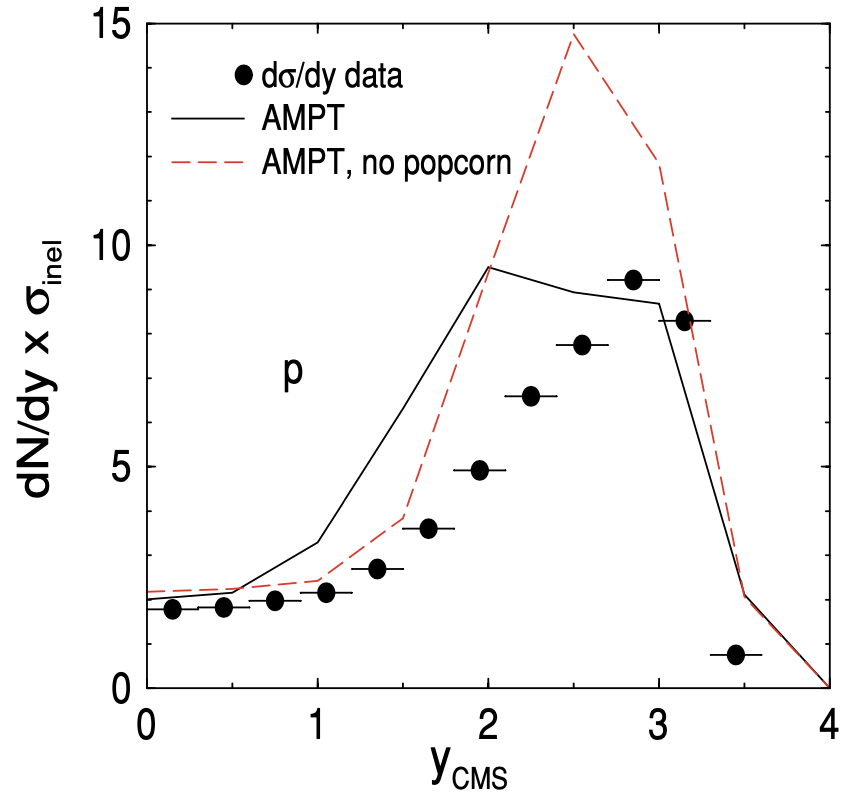 15
10
5
0
dN/dy x σinel
dσ/dy data
AMPT
AMPT, no popcorn
p
0 1 2 3 4
yCMS